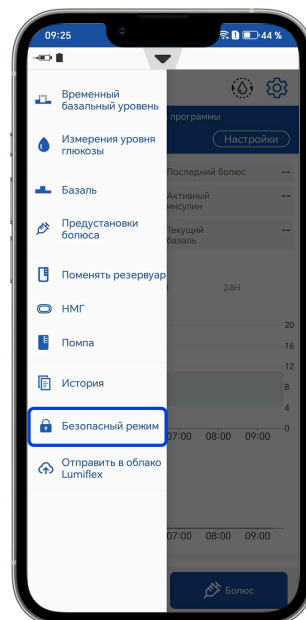 09:25
44 %
Временный
базальный уровень
Измерения уровня
глюкозы
Базаль
Предустановки
болюса
Поменять резервуар
НМГ
Помпа
История
Безопасный режим
Отправить в облако
Lumiflex
программы
Настройки
Последний болюс --
Активный
инсулин --
Текущий
базаль --
24H
20
16
12
8
4
0
07:00 08:00 09:00
07:00 08:00 09:00
Болюс